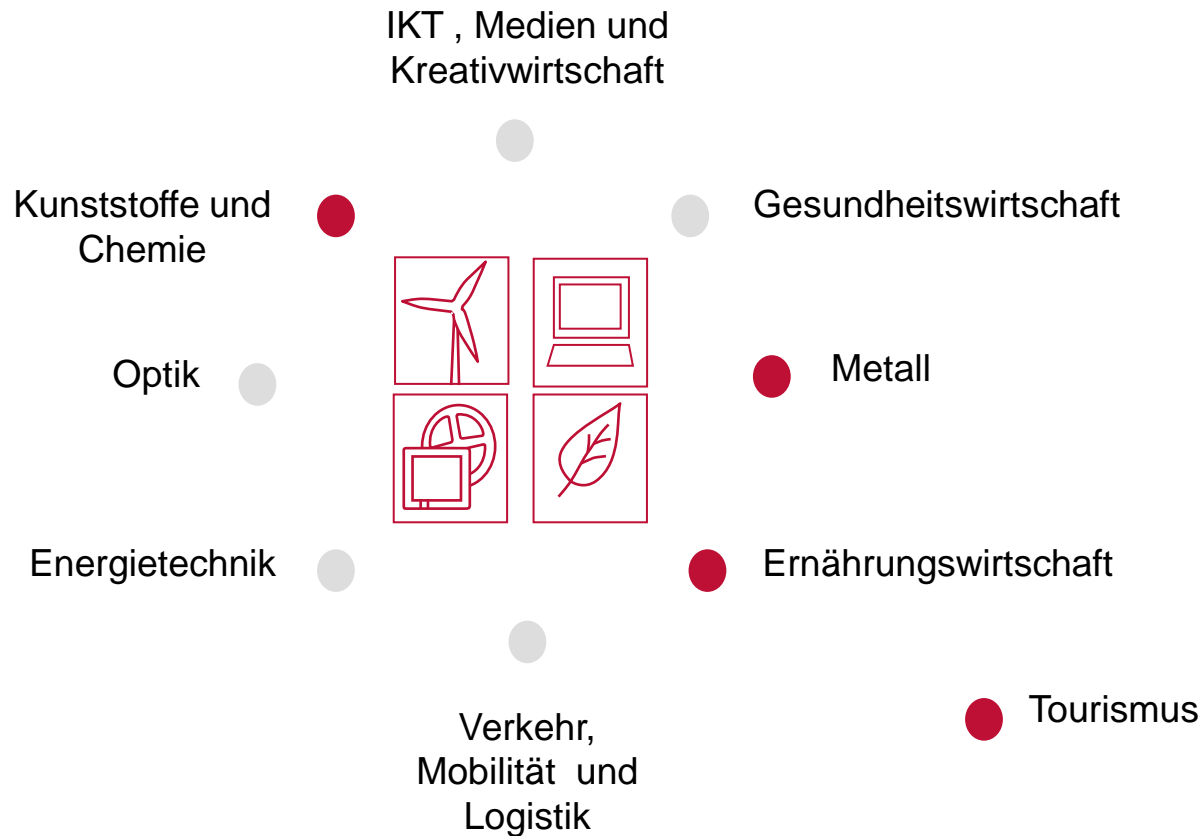 IKT , Medien und
Kreativwirtschaft
Kunststoffe und
Chemie
Gesundheitswirtschaft
Optik
Metall
Energietechnik
Ernährungswirtschaft
Tourismus
Verkehr,
Mobilität und
Logistik